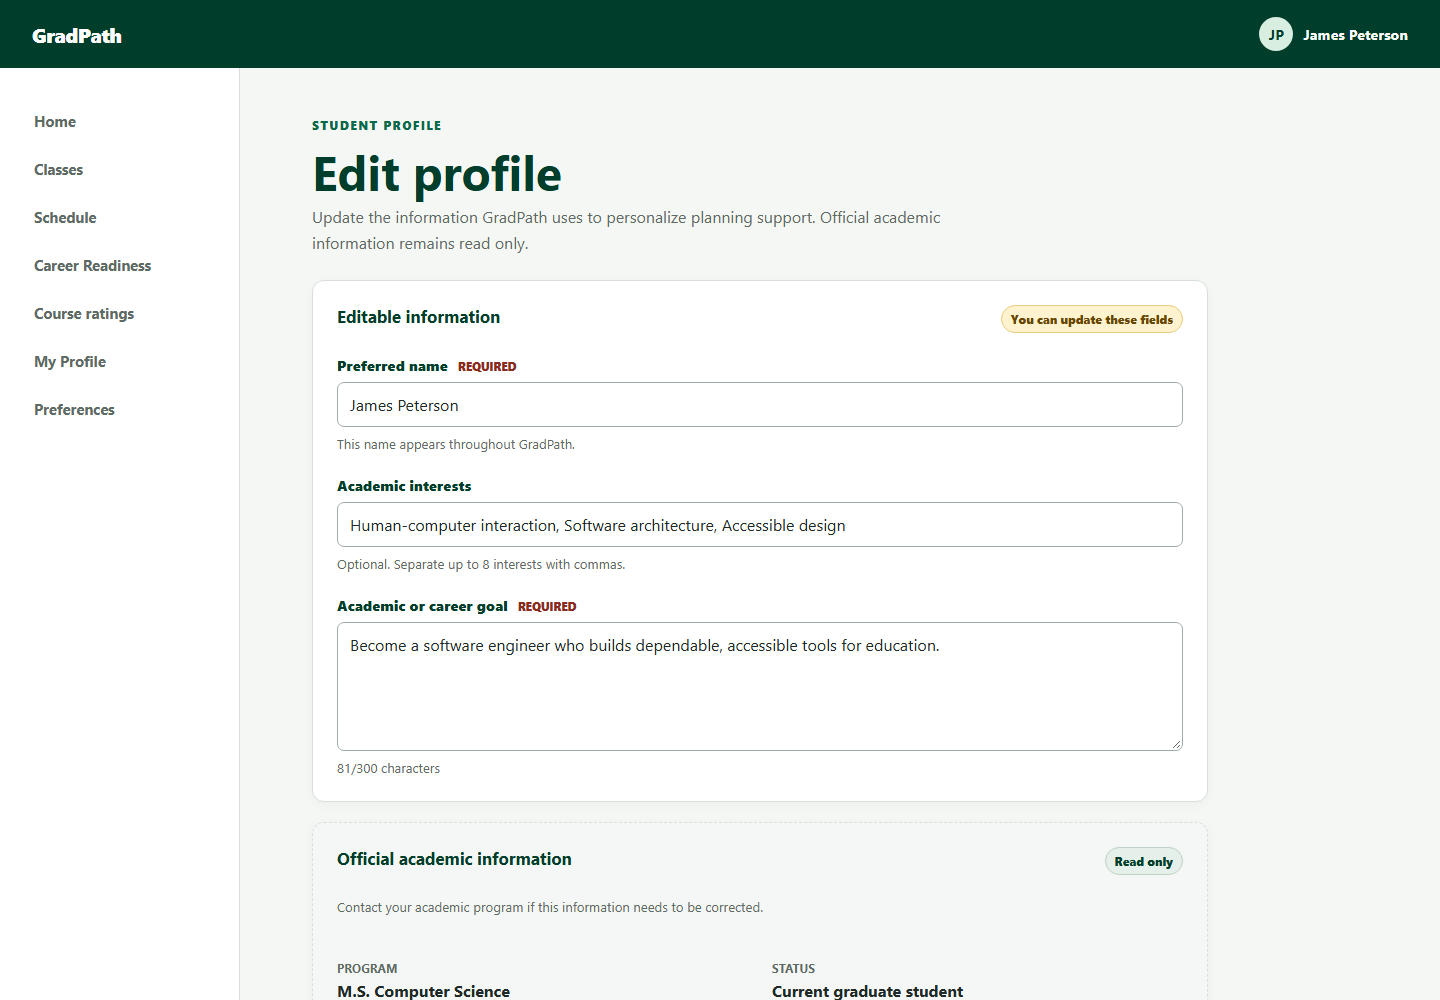 GradPath
JP
James Peterson
Home
Classes
Schedule
Career Readiness
Course ratings
My Profile
Preferences
STUDENT PROFILE
Edit profile
Update the information GradPath uses to personalize planning support. Official academic
information remains read only.
Editable information
You can update these fields
Preferred name REQUIRED
James Peterson
This name appears throughout GradPath.
Academic interests
Human-computer interaction, Software architecture, Accessible design
Optional. Separate up to 8 interests with commas.
Academic or career goal REQUIRED
Become a software engineer who builds dependable, accessible tools for education.
81/300 characters
Official academic information
Read only
Contact your academic program if this information needs to be corrected.
PROGRAM
M.S. Computer Science
STATUS
Current graduate student